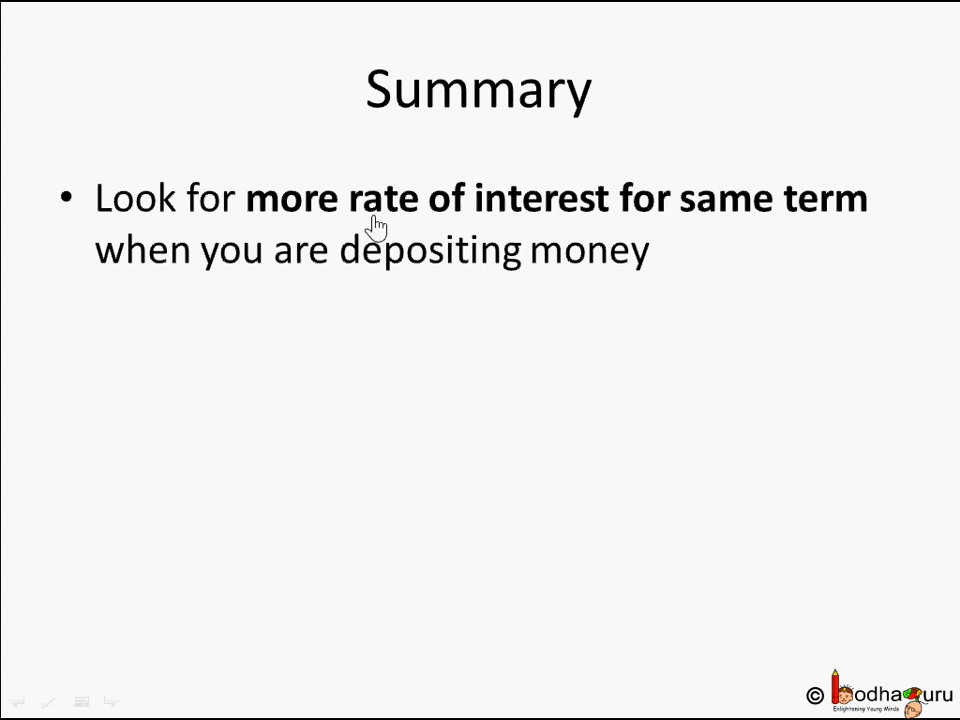 Summary
• Look for more rate of interest for same term
when you are depositing money
© bodhaguru
Enlightening Young Minds